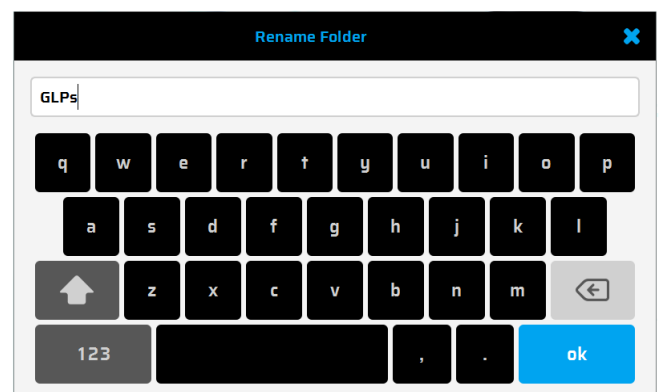 Rename Folder
GLPs
q w e r t y u i o p
a s d f g h j k l
z x c v b n m
123 , . ok